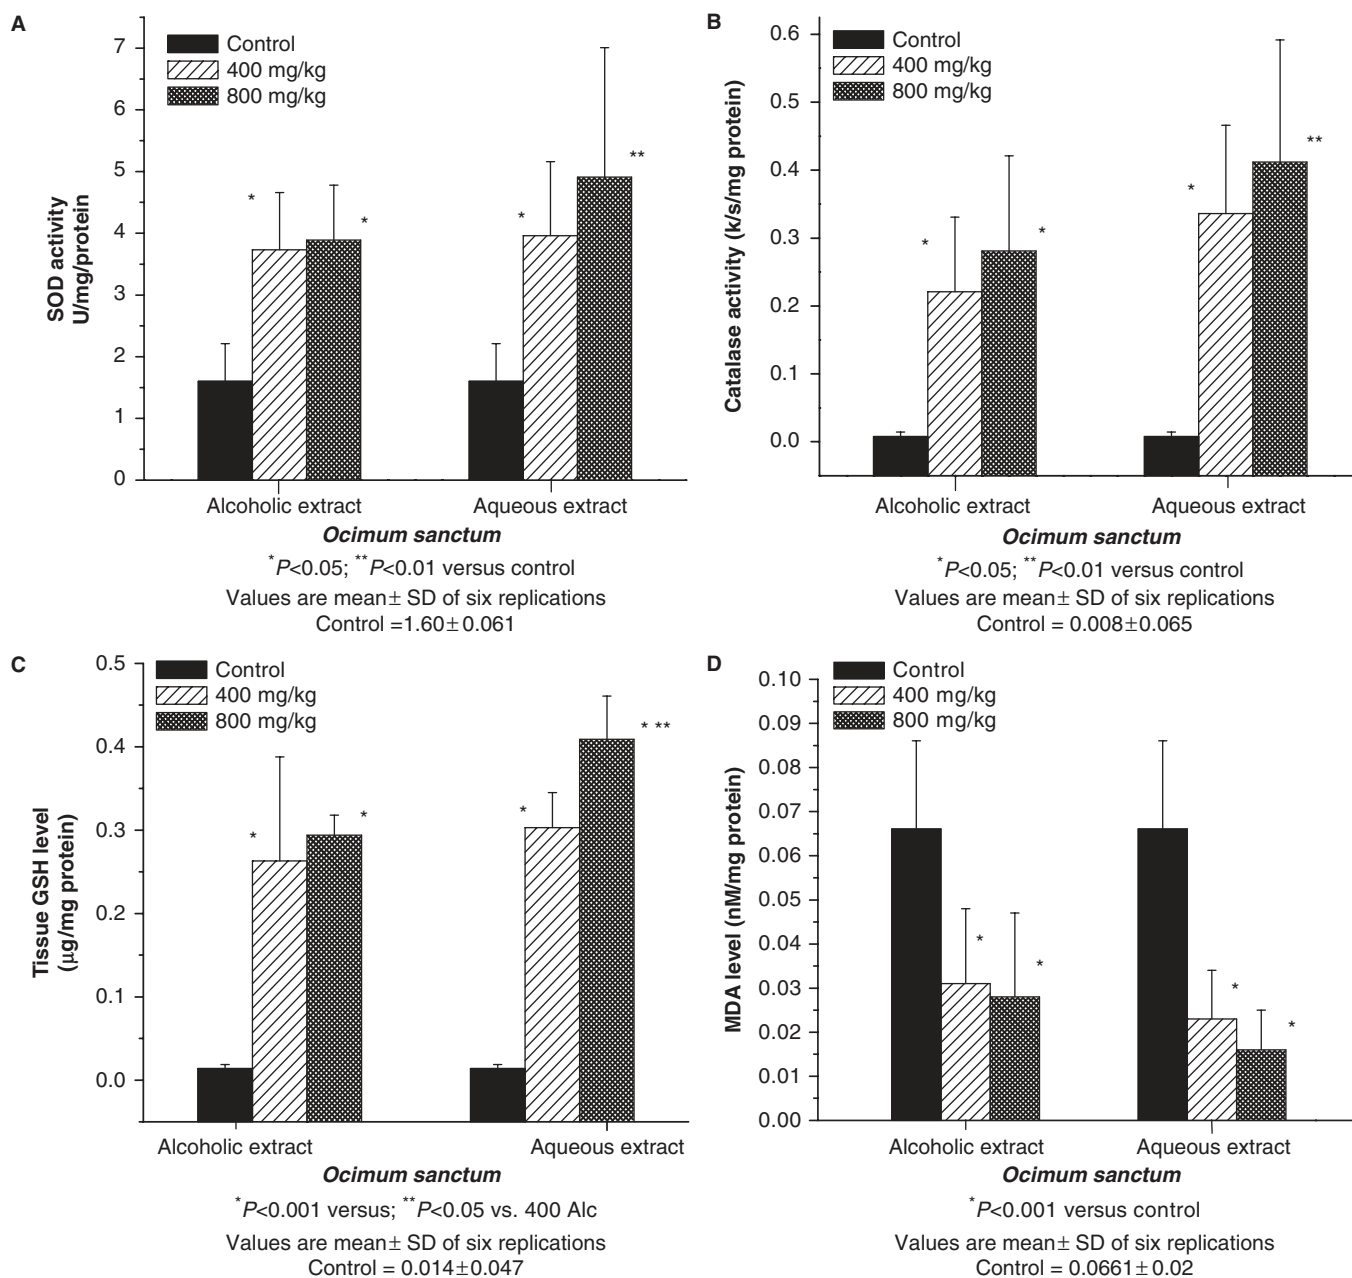 A
Control
400 mg/kg
800 mg/kg
7
6
5
4
3
2
1
0
SOD activity
U/mg/protein
*
*
*
**
Alcoholic extract
Aqueous extract
Ocimum sanctum
*P<0.05; **P<0.01 versus control
Values are mean± SD of six replications
Control =1.60±0.061
B
Control
400 mg/kg
800 mg/kg
0.6
0.5
0.4
0.3
0.2
0.1
0.0
Catalase activity (k/s/mg protein)
*
*
*
**
Alcoholic extract
Aqueous extract
Ocimum sanctum
*P<0.05; **P<0.01 versus control
Values are mean± SD of six replications
Control = 0.008±0.065
C
Control
400 mg/kg
800 mg/kg
0.5
0.4
0.3
0.2
0.1
0.0
Tissue GSH level
(μg/mg protein)
*
*
*
* **
Alcoholic extract
Aqueous extract
Ocimum sanctum
*P<0.001 versus; **P<0.05 vs. 400 Alc
Values are mean± SD of six replications
Control = 0.014±0.047
D
Control
400 mg/kg
800 mg/kg
0.10
0.09
0.08
0.07
0.06
0.05
0.04
0.03
0.02
0.01
0.00
MDA level (nM/mg protein)
*
*
*
*
Alcoholic extract
Aqueous extract
Ocimum sanctum
*P<0.001 versus control
Values are mean± SD of six replications
Control = 0.0661±0.02